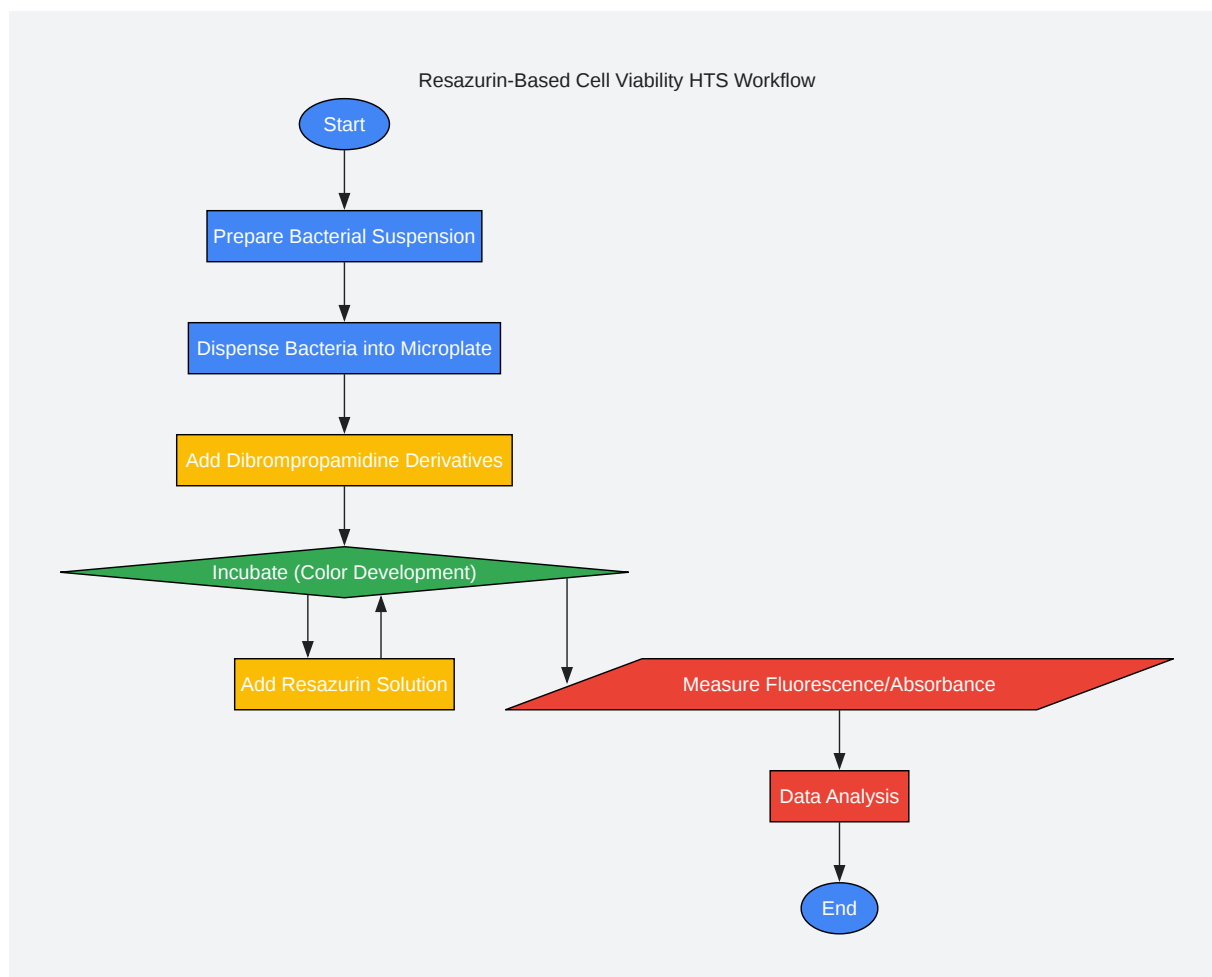 Resazurin-Based Cell Viability HTS Workflow
Start
Prepare Bacterial Suspension
Dispense Bacteria into Microplate
Add Dibrompropamidine Derivatives
Incubate (Color Development)
Add Resazurin Solution
Measure Fluorescence/Absorbance
Data Analysis
End